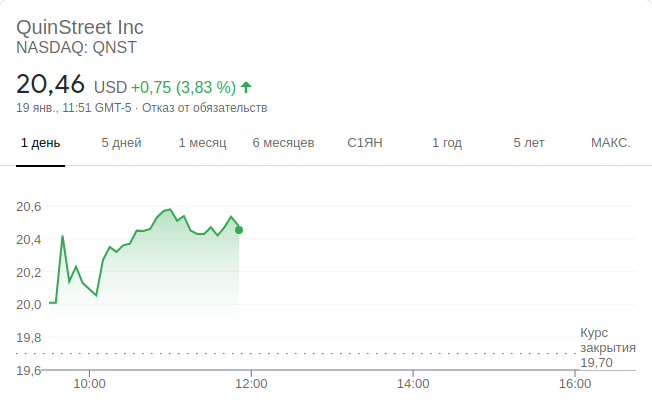 QuinStreet Inc
NASDAQ: QNST
20,46 USD +0,75 (3,83 %)
19 янв., 11:51 GMT-5 · Отказ от обязательств
1 день 5 дней 1 месяц 6 месяцев С1ЯН 1 год 5 лет МАКС.
20,6
20,4
20,2
20,0
19,8
Курс
закрытия
19,70
19,6
10:00 12:00 14:00 16:00